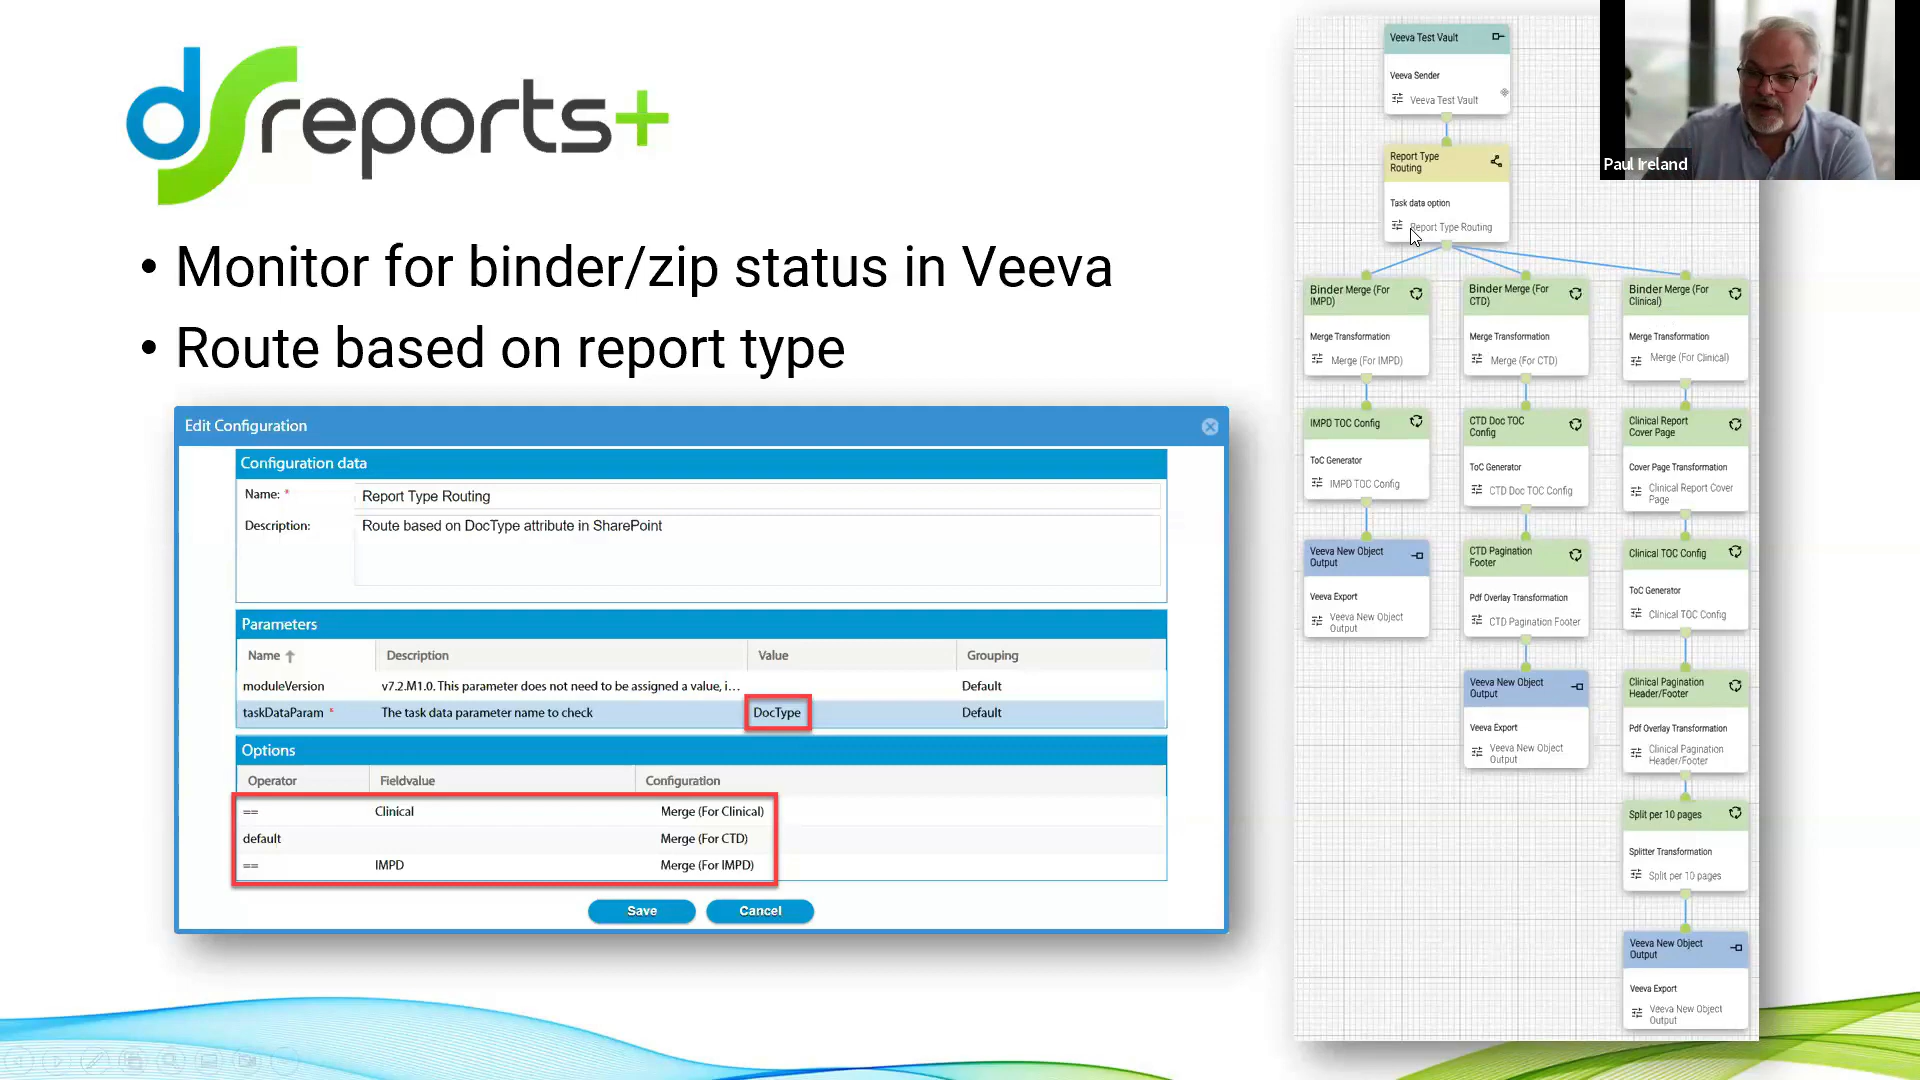 dsreports+
• Monitor for binder/zip status in Veeva
• Route based on report type
Edit Configuration
Configuration data
Name: * Report Type Routing
Description: Route based on DocType attribute in SharePoint
Parameters
Name Description Value Grouping
moduleVersion v7.2.M1.0. This parameter does not need to be assigned a value, i... Default
taskDataParam * The task data parameter name to check DocType Default
Options
Operator Fieldvalue Configuration
== Clinical Merge (For Clinical)
default Merge (For CTD)
== IMPD Merge (For IMPD)
Save Cancel
Veeva Test Vault
Veeva Sender
Veeva Test Vault
Report Type
Routing
Task data option
Report Type Routing
Binder Merge (For
IMPD)
Merge Transformation
Merge (For IMPD)
IMPD TOC Config
ToC Generator
IMPD TOC Config
Veeva New Object
Output
Veeva Export
Veeva New Object
Output
Binder Merge (For
CTD)
Merge Transformation
Merge (For CTD)
CTD Doc TOC
Config
ToC Generator
CTD Doc TOC Config
CTD Pagination
Footer
Pdf Overlay Transformation
CTD Pagination Footer
Veeva New Object
Output
Veeva Export
Veeva New Object
Output
Binder Merge (For
Clinical)
Merge Transformation
Merge (For Clinical)
Clinical Report
Cover Page
Cover Page Transformation
Clinical Report Cover
Page
Clinical TOC Config
ToC Generator
Clinical TOC Config
Clinical Pagination
Header/Footer
Pdf Overlay Transformation
Clinical Pagination
Header/Footer
Split per 10 pages
Splitter Transformation
Split per 10 pages
Veeva New Object
Output
Veeva Export
Veeva New Object
Output
Paul Ireland